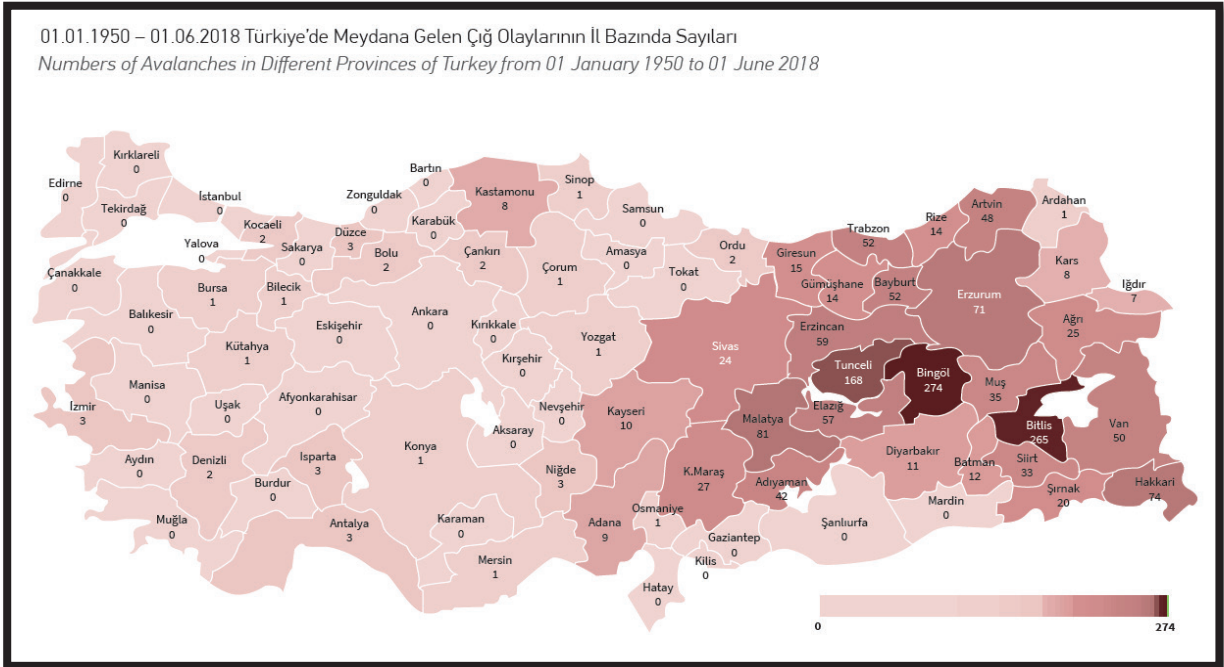 01.01.1950 – 01.06.2018 Türkiye’de Meydana Gelen Çığ Olaylarının İl Bazında Sayıları
Numbers of Avalanches in Different Provinces of Turkey from 01 January 1950 to 01 June 2018
Kırklareli
0
Edirne
0
Tekirdağ
0
İstanbul
0
Yalova
0
Kocaeli
2
Sakarya
0
Düzce
3
Zonguldak
0
Bartın
0
Karabük
0
Bolu
2
Kastamonu
8
Çankırı
2
Sinop
1
Samsun
0
Çorum
1
Amasya
0
Tokat
0
Ordu
2
Giresun
15
Gümüşhane
14
Trabzon
52
Bayburt
52
Rize
14
Artvin
48
Ardahan
1
Kars
8
Iğdır
7
Ağrı
25
Erzurum
71
Erzincan
59
Çanakkale
0
Balıkesir
0
Bursa
1
Bilecik
1
Kütahya
1
Eskişehir
0
Ankara
0
Kırıkkale
0
Kırşehir
0
Yozgat
1
Sivas
24
Tunceli
168
Bingöl
274
Muş
35
Bitlis
265
Van
50
Manisa
0
İzmir
3
Uşak
0
Afyonkarahisar
0
Konya
1
Aksaray
0
Nevşehir
0
Niğde
3
Kayseri
10
Malatya
81
Elazığ
57
Diyarbakır
11
Batman
12
Siirt
33
Şırnak
20
Hakkari
74
Aydın
0
Denizli
2
Burdur
0
Isparta
3
Muğla
0
Antalya
3
Karaman
0
Mersin
1
Adana
9
Osmaniye
1
K.Maraş
27
Adıyaman
42
Gaziantep
0
Kilis
0
Hatay
0
Şanlıurfa
0
Mardin
0
0
274